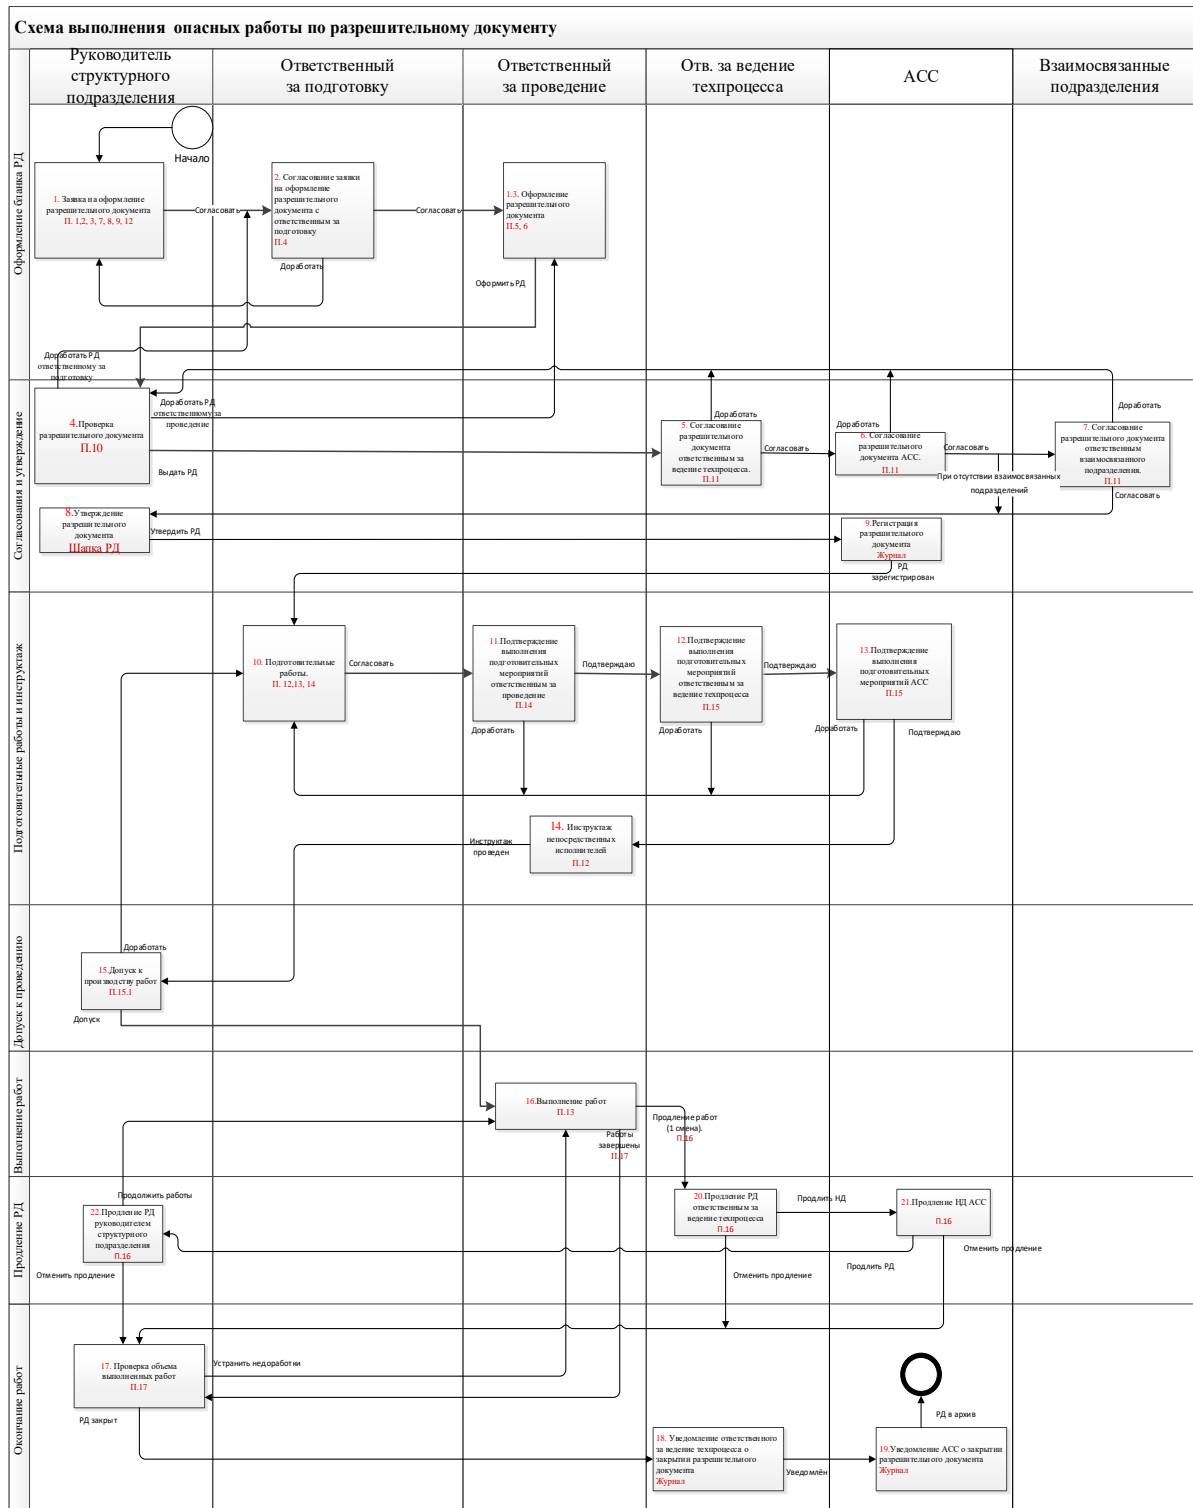 Схема выполнения опасных работы по разрешительному документу
Руководитель
структурного
подразделения
Ответственный
за подготовку
Ответственный
за проведение
Отв. за ведение
техпроцесса
АСС
Взаимосвязанные
подразделения
Оформление бланка РД
Начало
1. Заявка на оформление
разрешительного документа
П. 1,2, 3, 7, 8, 9, 12
Согласовать
2. Согласование заявки
на оформление
разрешительного
документа с
ответственным за
подготовку
П.4
Согласовать
1.3. Оформление
разрешительного
документа
П.5, 6
Доработать
Оформить РД
Доработать РД
ответственному за
подготовку
Согласования и утверждение
4.Проверка
разрешительного документа
П.10
Доработать РД
ответственному за
проведение
Выдать РД
Доработать
5. Согласование
разрешительного
документа
ответственным за
ведение техпроцесса.
П.11
Согласовать
Доработать
6. Согласование
разрешительного
документа АСС.
П.11
Согласовать
При отсутствии взаимосвязанных
подразделений
Доработать
7. Согласование
разрешительного документа
ответственным
взаимосвязанного
подразделения.
П.11
Согласовать
8.Утверждение
разрешительного
документа
Шапка РД
Утвердить РД
9.Регистрация
разрешительного
документа
Журнал
РД
зарегистрирован
Подготовительные работы и инструктаж
10. Подготовительные
работы.
П. 12,13, 14
Согласовать
11.Подтверждение
выполнения
подготовительных
мероприятий
ответственным за
проведение
П.14
Подтверждаю
12.Подтверждение
выполнения
подготовительных
мероприятий
ответственным за
ведение техпроцесса
П.15
Подтверждаю
13.Подтверждение
выполнения
подготовительных
мероприятий АСС
П.15
Доработать
Доработать
Доработать
Подтверждаю
14. Инструктаж
непосредственных
исполнителей
П.12
Инструктаж
проведен
Допуск к проведению
Доработать
15.Допуск к
производству работ
П.15.1
Допуск
Выполнение работ
16.Выполнение работ
П.13
Работы
завершены
П.17
Продление работ
(1 смена).
П.16
Продление РД
Продолжить работы
22.Продление РД
руководителем
структурного
подразделения
П.16
Отменить продление
20.Продление РД
ответственным за
ведение техпроцесса
П.16
Продлить НД
21.Продление НД АСС
П.16
Отменить продление
Продлить РД
Отменить продление
Окончание работ
17. Проверка объема
выполненных работ
П.17
Устранить недоработки
РД закрыт
18. Уведомление ответственного
за ведение техпроцесса о
закрытии разрешительного
документа
Журнал
Уведомлён
19.Уведомление АСС о закрытии
разрешительного документа
Журнал
РД в архив